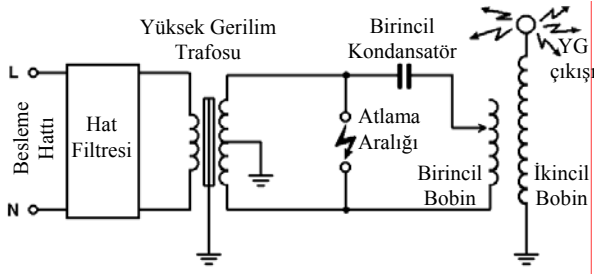 Yüksek Gerilim
Trafosu
Birincil
Kondansatör
YG
çıkışı
L
Besleme
Hattı
Hat
Filtresi
Atlama
Aralığı
Birincil
Bobin
İkincil
Bobin
N